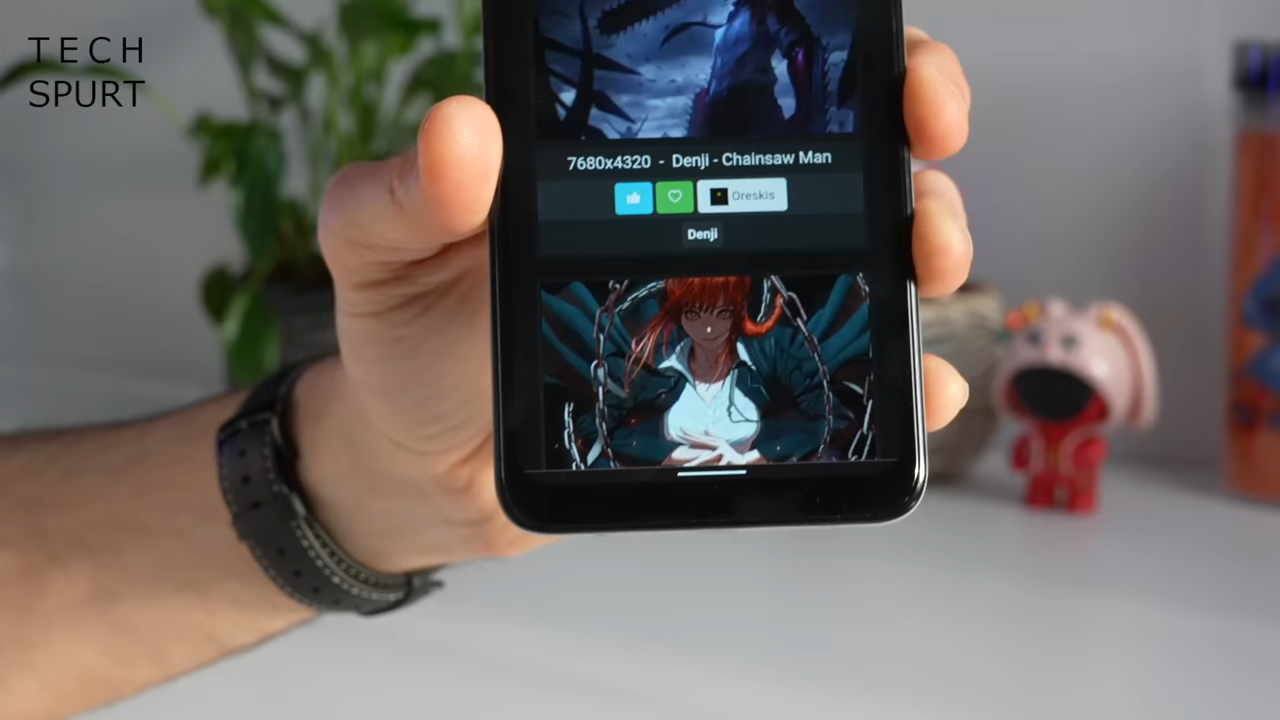 TECH
SPURT
7680x4320 - Denji - Chainsaw Man
Oreskis
Denji